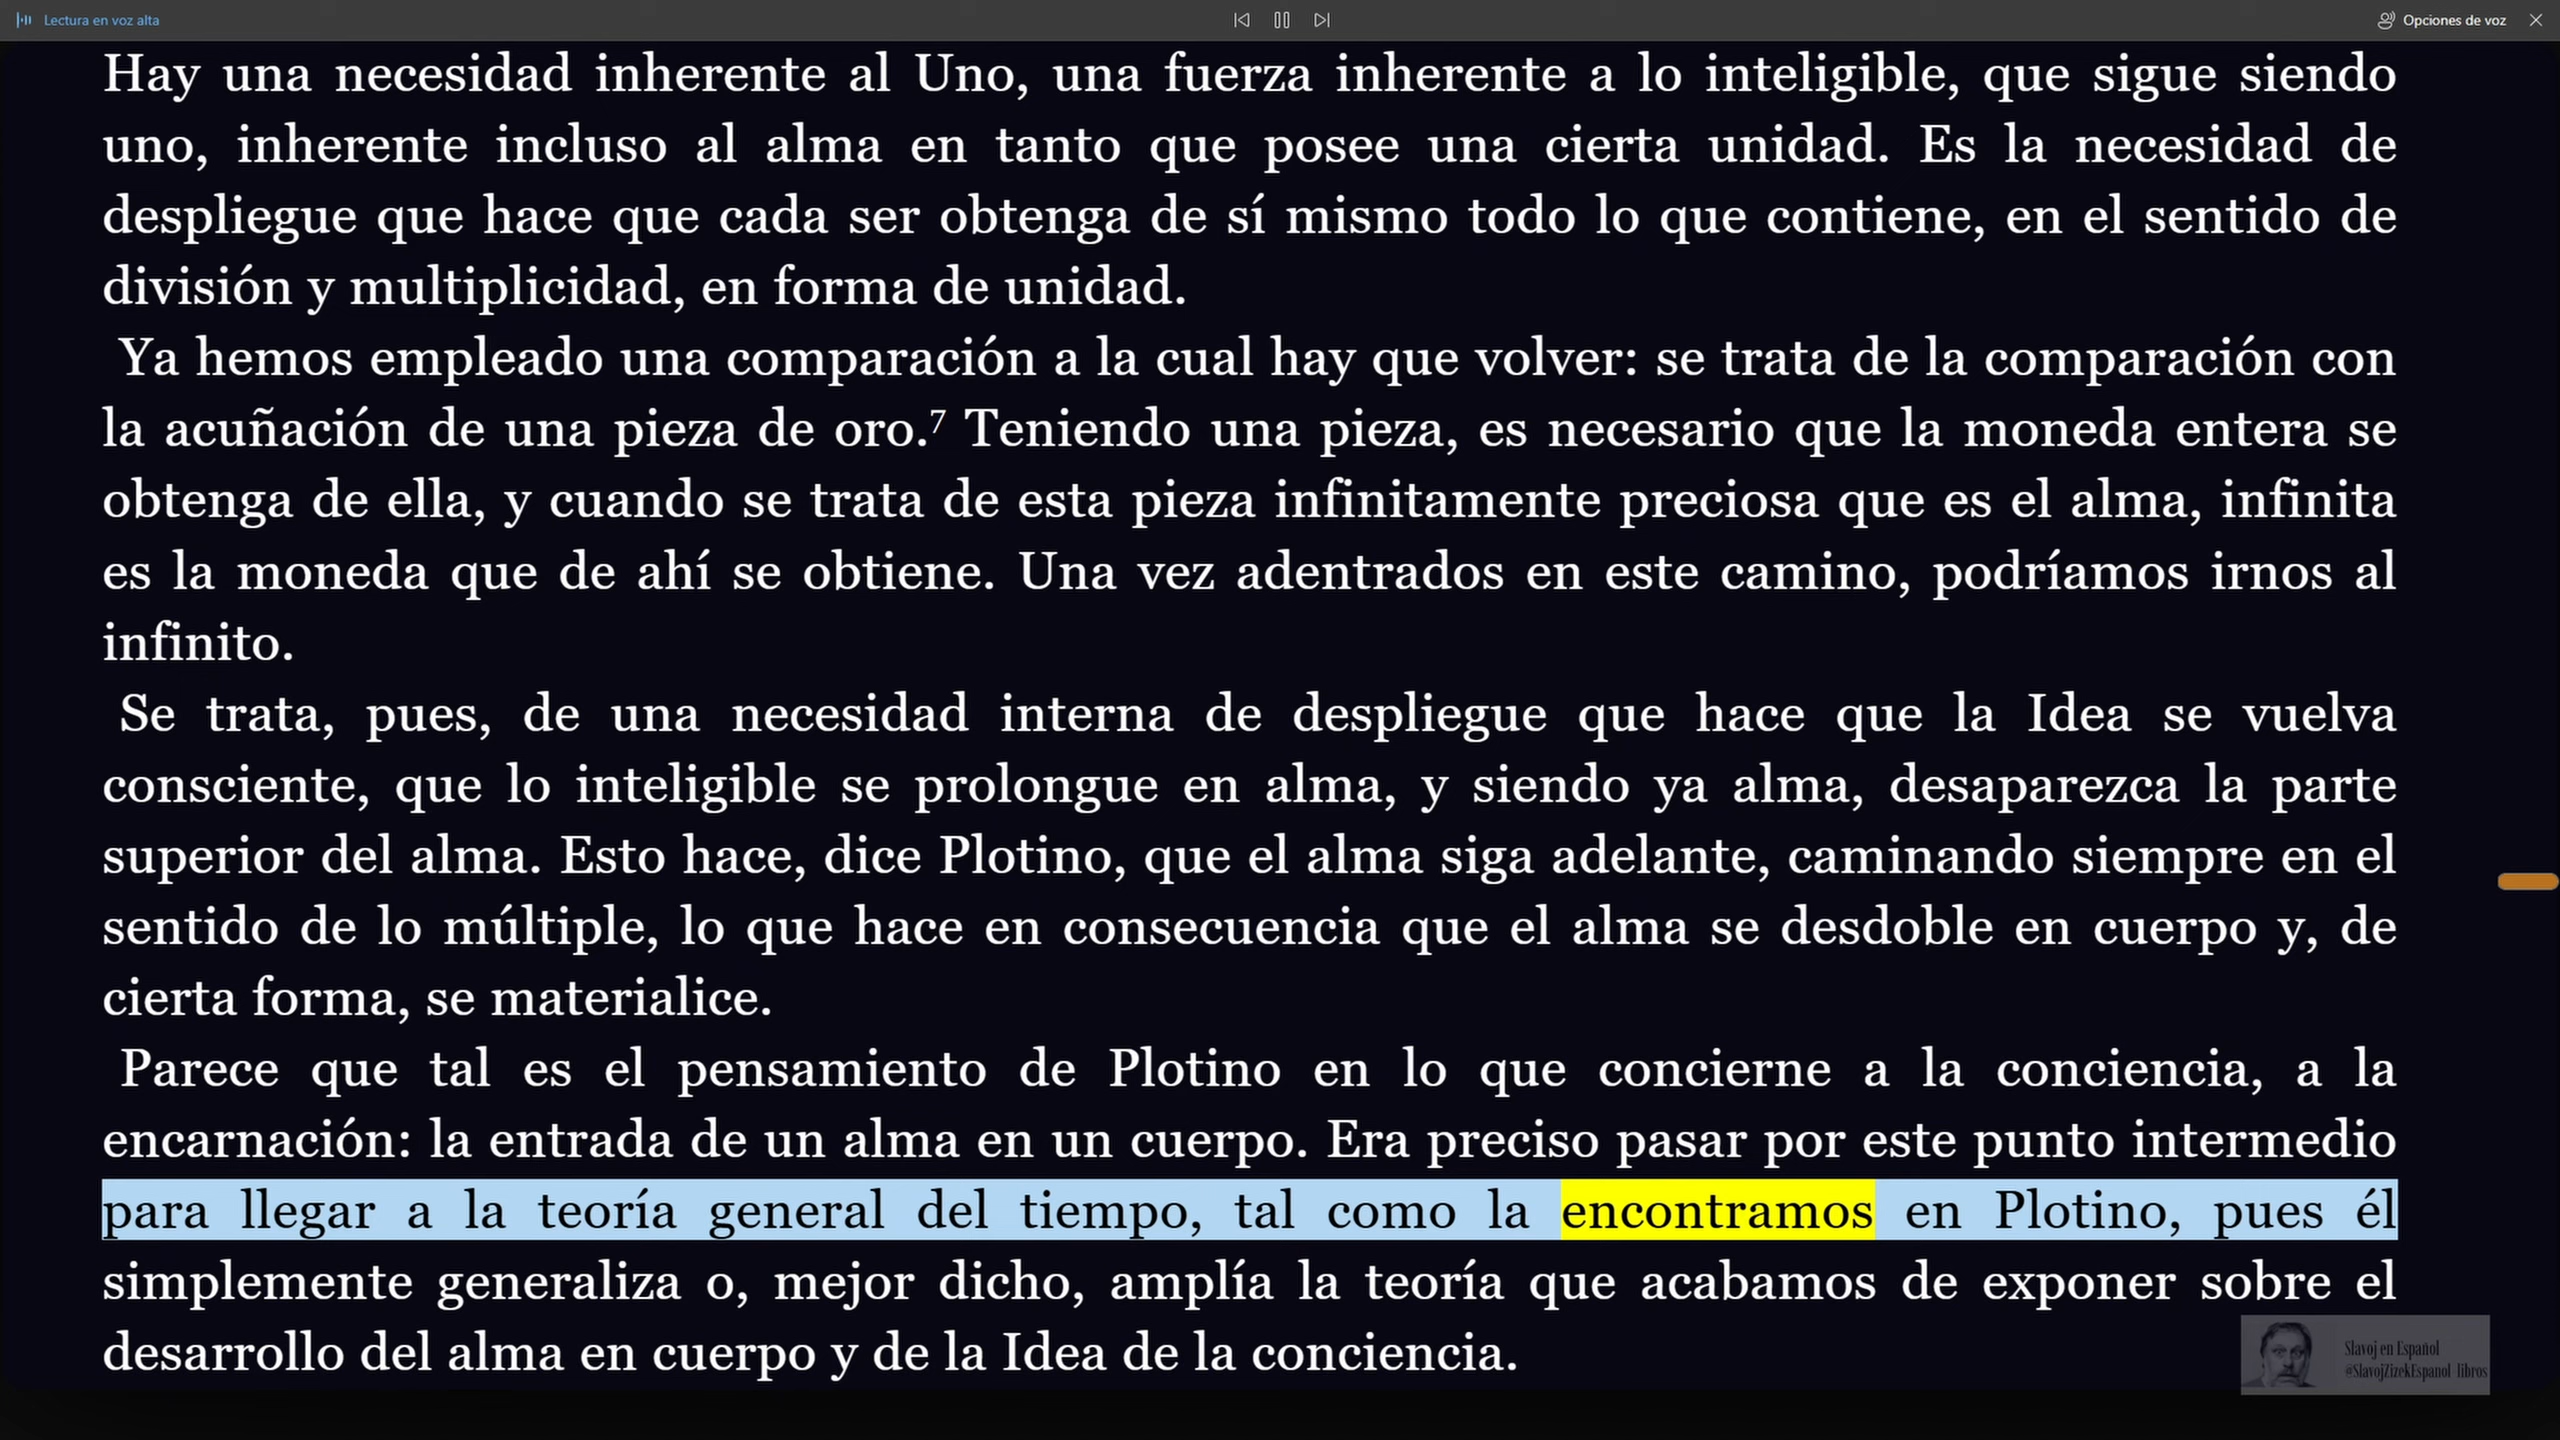 Lectura en voz alta
Opciones de voz
Hay una necesidad inherente al Uno, una fuerza inherente a lo inteligible, que sigue siendo
uno, inherente incluso al alma en tanto que posee una cierta unidad. Es la necesidad de
despliegue que hace que cada ser obtenga de sí mismo todo lo que contiene, en el sentido de
división y multiplicidad, en forma de unidad.
Ya hemos empleado una comparación a la cual hay que volver: se trata de la comparación con
la acuñación de una pieza de oro.⁷ Teniendo una pieza, es necesario que la moneda entera se
obtenga de ella, y cuando se trata de esta pieza infinitamente preciosa que es el alma, infinita
es la moneda que de ahí se obtiene. Una vez adentrados en este camino, podríamos irnos al
infinito.
Se trata, pues, de una necesidad interna de despliegue que hace que la Idea se vuelva
consciente, que lo inteligible se prolongue en alma, y siendo ya alma, desaparezca la parte
superior del alma. Esto hace, dice Plotino, que el alma siga adelante, caminando siempre en el
sentido de lo múltiple, lo que hace en consecuencia que el alma se desdoble en cuerpo y, de
cierta forma, se materialice.
Parece que tal es el pensamiento de Plotino en lo que concierne a la conciencia, a la
encarnación: la entrada de un alma en un cuerpo. Era preciso pasar por este punto intermedio
para llegar a la teoría general del tiempo, tal como la encontramos en Plotino, pues él
simplemente generaliza o, mejor dicho, amplía la teoría que acabamos de exponer sobre el
desarrollo del alma en cuerpo y de la Idea de la conciencia.
Slavoj en Español
@SlavojZizekEspanol libros